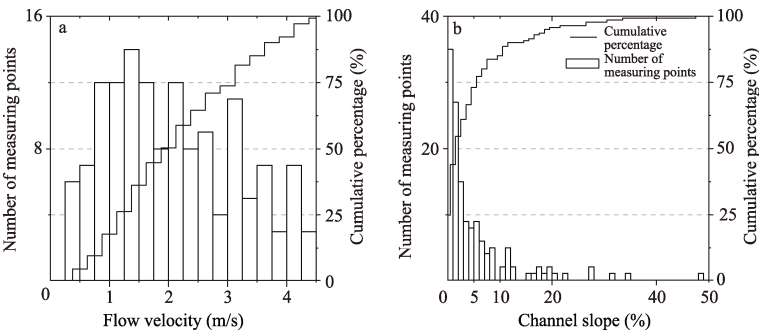 a
16
8
0
Number of measuring points
0
1
2
3
4
Flow velocity (m/s)
100
75
50
25
0
Cumulative percentage (%)
b
40
20
0
Number of measuring points
Cumulative
percentage
Number of
measuring points
0
5
10
20
40
50
Channel slope (%)
100
75
50
25
0
Cumulative percentage (%)